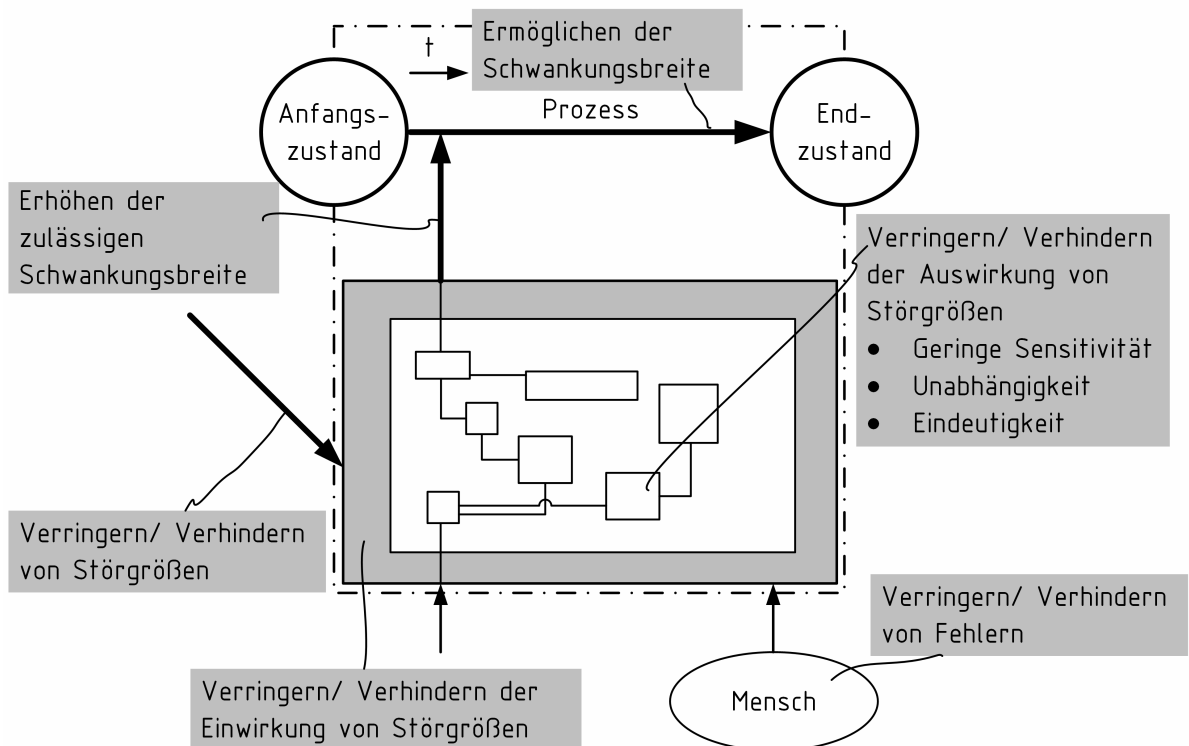 Ermöglichen der
Schwankungsbreite
t
Prozess
Anfangs-
zustand
End-
zustand
Erhöhen der
zulässigen
Schwankungsbreite
Verringern/ Verhindern
der Auswirkung von
Störgrößen
● Geringe Sensitivität
● Unabhängigkeit
● Eindeutigkeit
Verringern/ Verhindern
von Störgrößen
Verringern/ Verhindern
von Fehlern
Verringern/ Verhindern der
Einwirkung von Störgrößen
Mensch